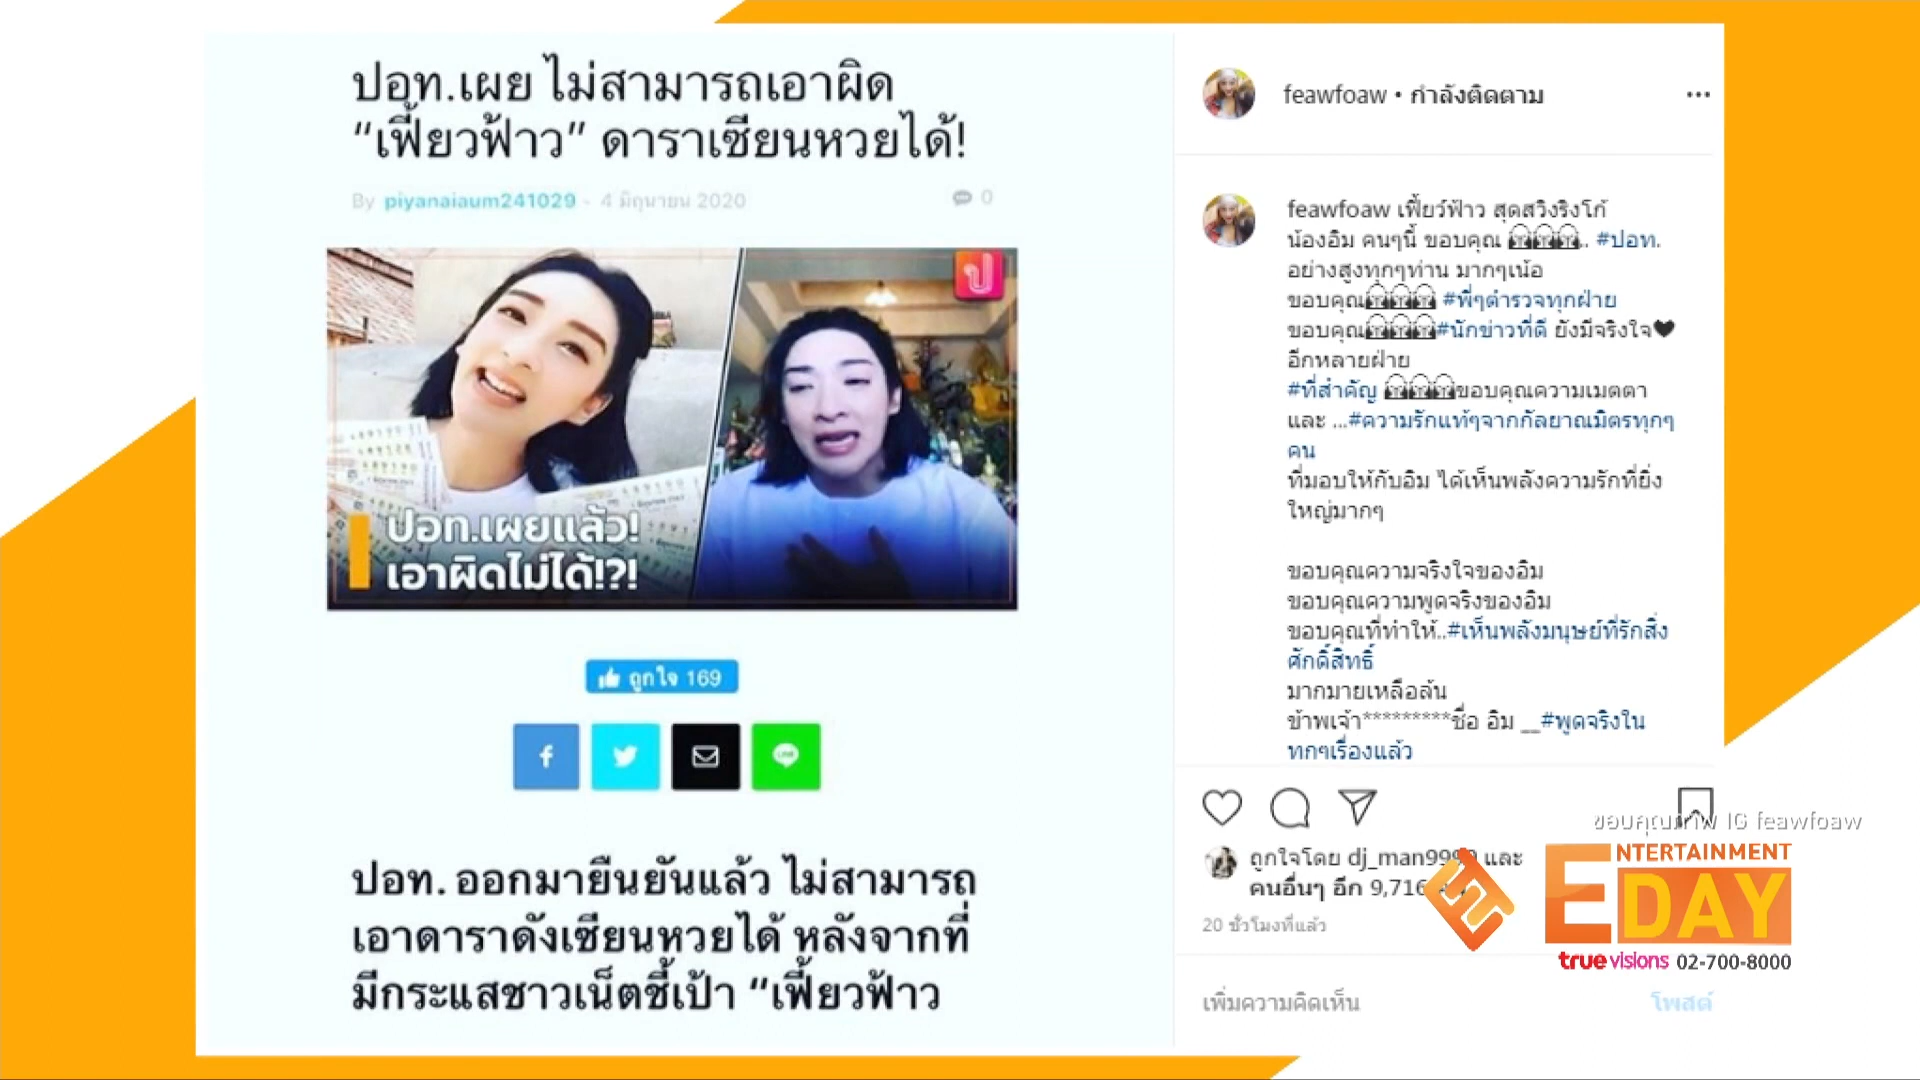 ปอท.เผย ไม่สามารถเอาผิด
“เฟี้ยวฟ้าว” ดาราเซียนหวยได้!
By piyanaiaum241029 - 4 มิถุนายน 2020
0
ป
ปอท.เผยแล้ว!
เอาผิดไม่ได้!?!
ถูกใจ 169
f
LINE
ปอท. ออกมายืนยันแล้ว ไม่สามารถ
เอาดาราดังเซียนหวยได้ หลังจากที่
มีกระแสชาวเน็ตชี้เป้า “เฟี้ยวฟ้าว
feawfoaw • กำลังติดตาม
feawfoaw เฟี้ยว์ฟ้าว สุดสวิงริงโก้
น้องอิม คนๆนี้ ขอบคุณ 🙏🙏🙏.. #ปอท.
อย่างสูงทุกๆท่าน มากๆเน้อ
ขอบคุณ🙏🙏🙏 #พี่ๆตำรวจทุกฝ่าย
ขอบคุณ🙏🙏🙏#นักข่าวที่ดี ยังมีจริงใจ❤
อีกหลายฝ่าย
#ที่สำคัญ 🙏🙏🙏ขอบคุณความเมตตา
และ ...#ความรักแท้ๆจากกัลยาณมิตรทุกๆ
คน
ที่มอบให้กับอิม ได้เห็นพลังความรักที่ยิ่ง
ใหญ่มากๆ
ขอบคุณความจริงใจของอิม
ขอบคุณความพูดจริงของอิม
ขอบคุณที่ทำให้..#เห็นพลังมนุษย์ที่รักสิ่ง
ศักดิ์สิทธิ์
มากมายเหลือล้น
ข้าพเจ้า*********ชื่อ อิม __#พูดจริงใน
ทุกๆเรื่องแล้ว
ขอบคุณภาพ IG feawfoaw
ถูกใจโดย dj_man9999 และ
คนอื่นๆ อีก 9,716
20 ชั่วโมงที่แล้ว
ENTERTAINMENT
DAY
truevisions 02-700-8000
เพิ่มความคิดเห็น
โพสต์